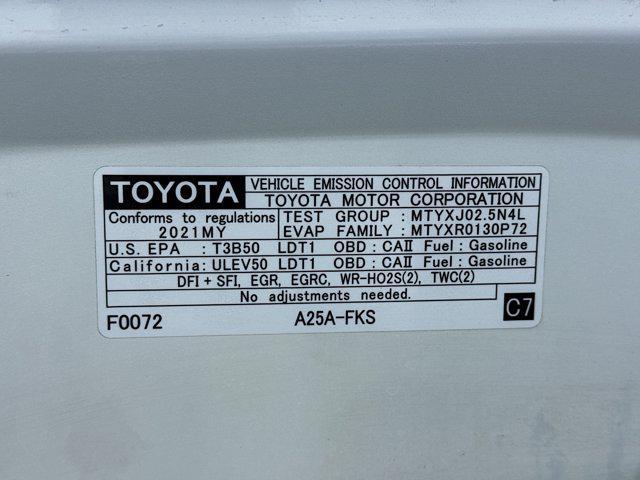 TOYOTA VEHICLE EMISSION CONTROL INFORMATION
TOYOTA MOTOR CORPORATION
Conforms to regulations TEST GROUP : MTYXJ02.5N4L
2021MY EVAP FAMILY : MTYXR0130P72
U.S. EPA : T3B50 LDT1 OBD : CAII Fuel : Gasoline
California: ULEV50 LDT1 OBD : CAII Fuel : Gasoline
DFI + SFI, EGR, EGRC, WR-HO2S(2), TWC(2)
No adjustments needed.
F0072 A25A-FKS C7